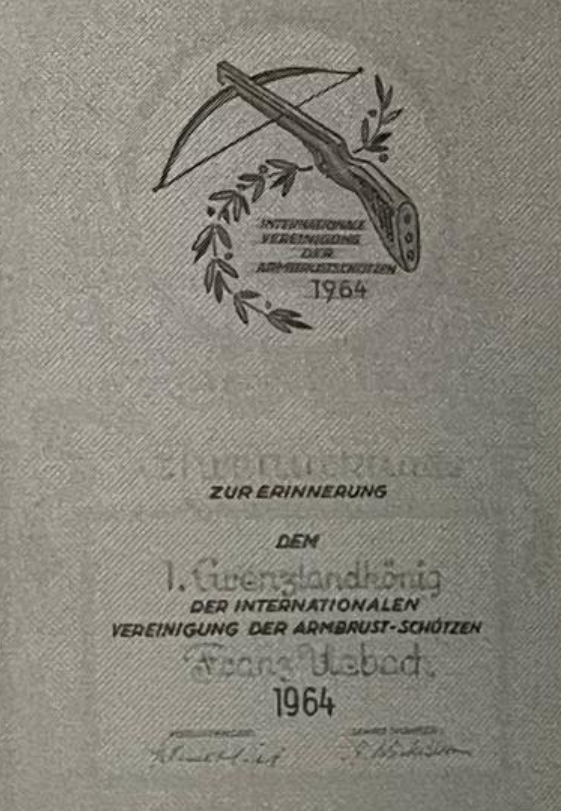 INTERNATIONALE
VEREINIGUNG
DER
ARMBRUSTSCHÜTZEN
1964
Ehrenurkunde
ZUR ERINNERUNG
DEM
1. Grenzlandkönig
DER INTERNATIONALEN
VEREINIGUNG DER ARMBRUST-SCHÜTZEN
Franz
1964